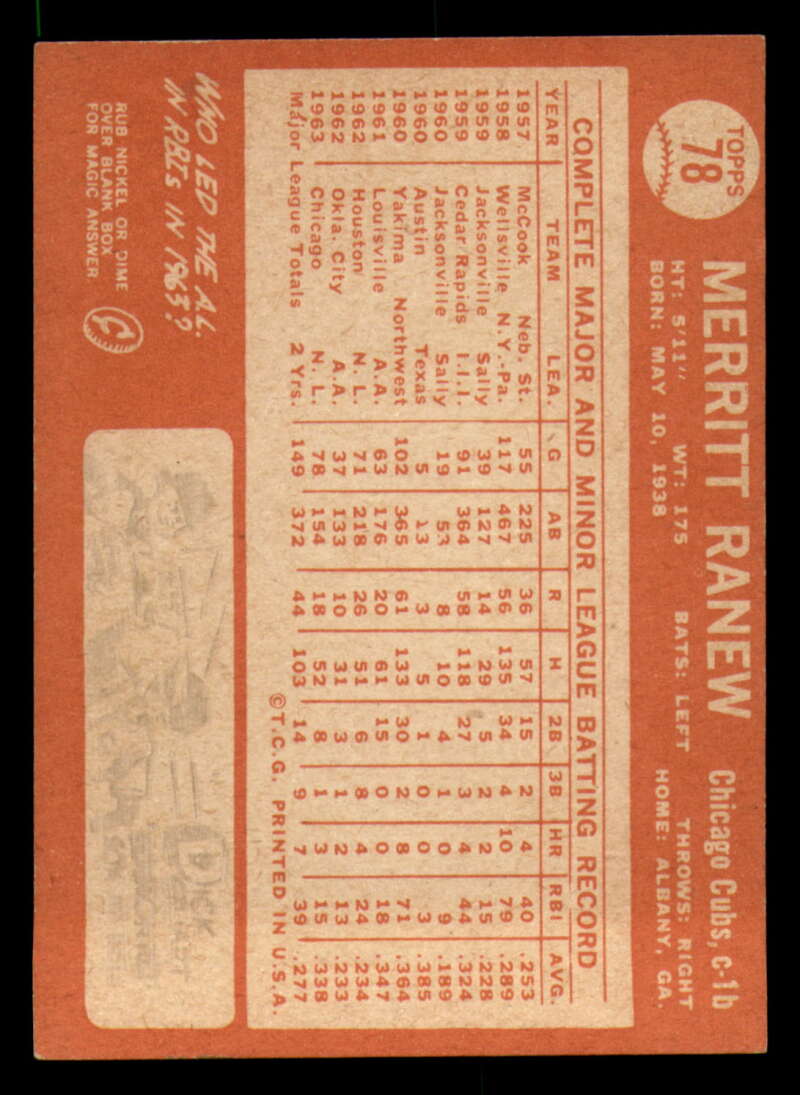 TOPPS
78
MERRITT RANEW Chicago Cubs, c-1b
HT: 5'11" WT: 175 BATS: LEFT THROWS: RIGHT
BORN: MAY 10, 1938 HOME: ALBANY, GA.
COMPLETE MAJOR AND MINOR LEAGUE BATTING RECORD
YEAR TEAM LEA. G AB R H 2B 3B HR RBI AVG.
1957 McCook Neb. St. 55 225 36 57 15 2 4 40 .253
1958 Wellsville N.Y.-Pa. 117 467 56 135 34 4 10 79 .289
1959 Jacksonville Sally 39 127 14 29 5 2 2 15 .228
1959 Cedar Rapids I.I.I. 91 364 58 118 27 3 4 44 .324
1960 Jacksonville Sally 19 53 8 10 4 1 0 9 .189
1960 Austin Texas 5 13 3 5 1 0 0 3 .385
1960 Yakima Northwest 102 365 61 133 30 2 8 71 .364
1961 Louisville A.A. 63 176 20 61 15 0 0 18 .347
1962 Houston N.L. 71 218 26 51 6 8 4 24 .234
1962 Okla. City A.A. 37 133 10 31 3 1 2 13 .233
1963 Chicago N.L. 78 154 18 52 8 1 3 15 .338
Major League Totals 2 Yrs. 149 372 44 103 14 9 7 39 .277
©T.C.G. PRINTED IN U.S.A.
WHO LED THE A.L.
IN RBIs IN 1963?
RUB NICKEL OR DIME
OVER BLANK BOX
FOR MAGIC ANSWER.
DICK